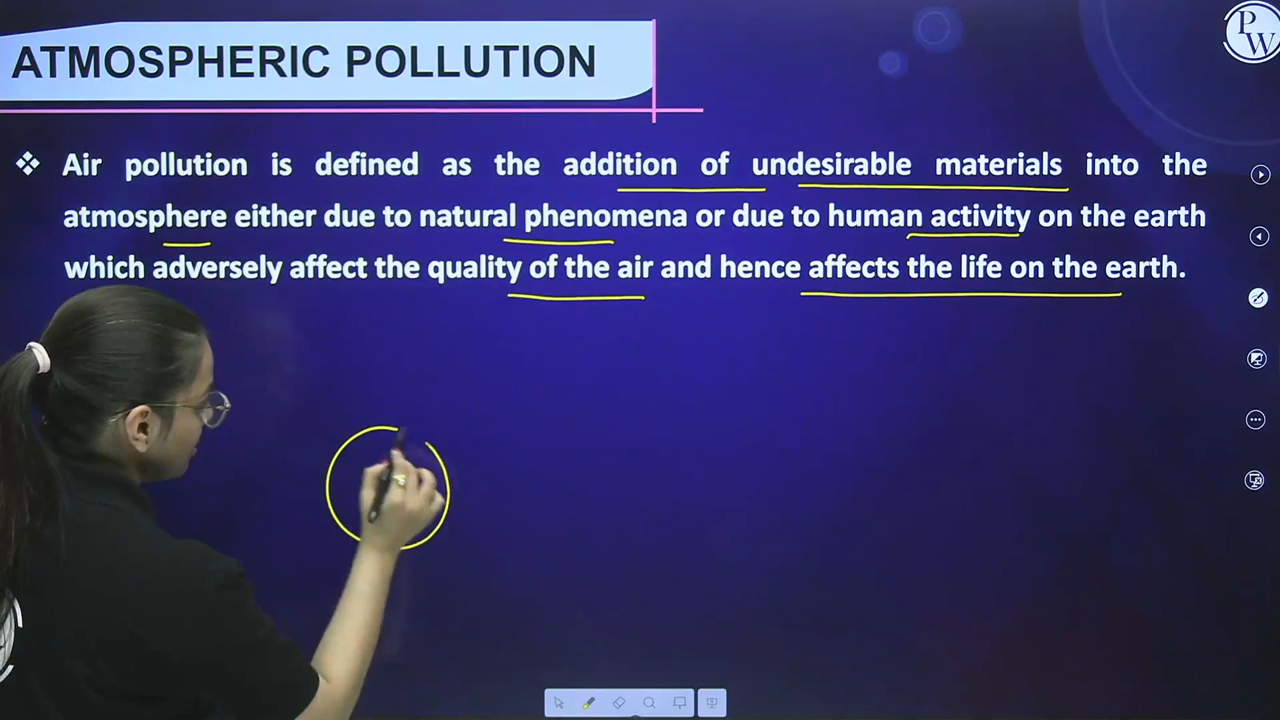 PW
ATMOSPHERIC POLLUTION
❖ Air pollution is defined as the addition of undesirable materials into the
atmosphere either due to natural phenomena or due to human activity on the earth
which adversely affect the quality of the air and hence affects the life on the earth.